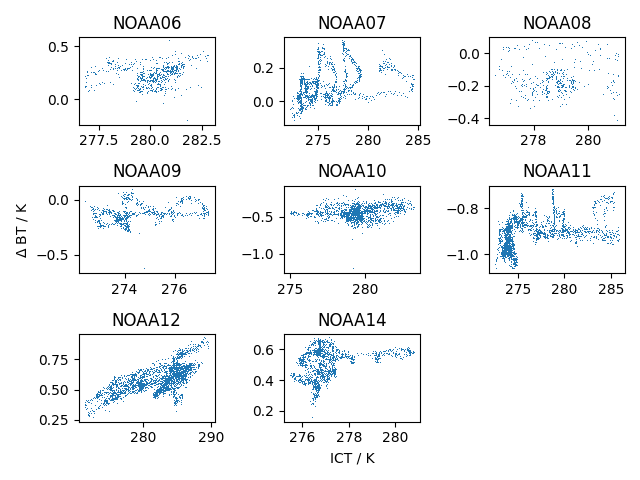 NOAA06
NOAA07
NOAA08
0.5
0.0
277.5 280.0 282.5
0.2
0.0
275 280 285
0.0
−0.2
−0.4
278 280
NOAA09
NOAA10
NOAA11
0.0
−0.5
274 276
−0.5
−1.0
275 280
−0.8
−1.0
275 280 285
Δ BT / K
NOAA12
NOAA14
0.75
0.50
0.25
280 290
0.6
0.4
0.2
276 278 280
ICT / K